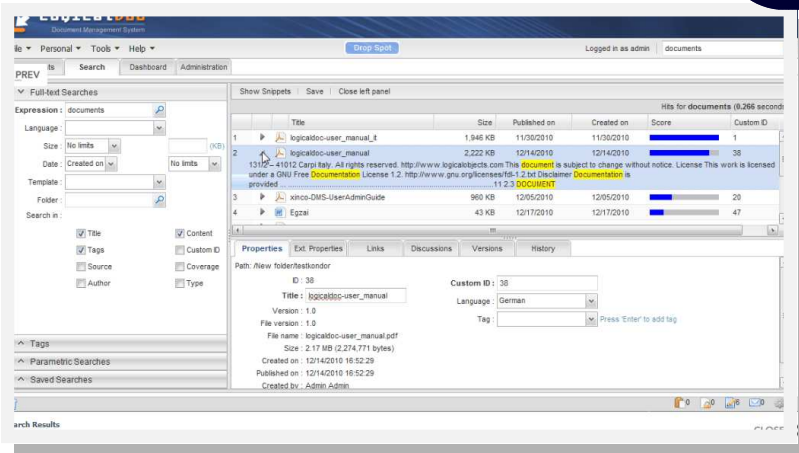 Document Management System
Personal Tools Help Drop Spot Logged in as admin documents
PREV Search Dashboard Administration
Full-text Searches Show Snippets Save Close left panel
Hits for documents (0.266 seconds
Expression : documents Title Size Published on Created on Score Custom ID
Language : 1 logicaldoc-user_manual_it 1,946 KB 11/30/2010 11/30/2010 1
Size : No limits (KB) 2 logicaldoc-user_manual 2,222 KB 12/14/2010 12/14/2010 38
Date : Created on No limits 131/2 – 41012 Carpi Italy. All rights reserved. http://www.logicalobjects.com This document is subject to change without notice. License This work is licensed
under a GNU Free Documentation License 1.2. http://www.gnu.org/licenses/fdl-1.2.txt Disclaimer Documentation is
Template : provided ...11 2.3 DOCUMENT
Folder : 3 xinco-DMS-UserAdminGuide 960 KB 12/05/2010 12/05/2010 20
Search in : 4 Egzai 43 KB 12/17/2010 12/17/2010 47
Title Content
Tags Custom ID Properties Ext. Properties Links Discussions Versions History
Source Coverage Path: /New folder/testkondor
Author Type ID : 38 Custom ID : 38
Title : logicaldoc-user_manual Language : German
Version : 1.0 Tag : Press 'Enter' to add tag
File version : 1.0
File name : logicaldoc-user_manual.pdf
Tags Size : 2.17 MB (2,274,771 bytes)
Parametric Searches Created on : 12/14/2010 16:52:29
Published on : 12/14/2010 16:52:29
Saved Searches Created by : Admin Admin
0 0 6 0
arch Results